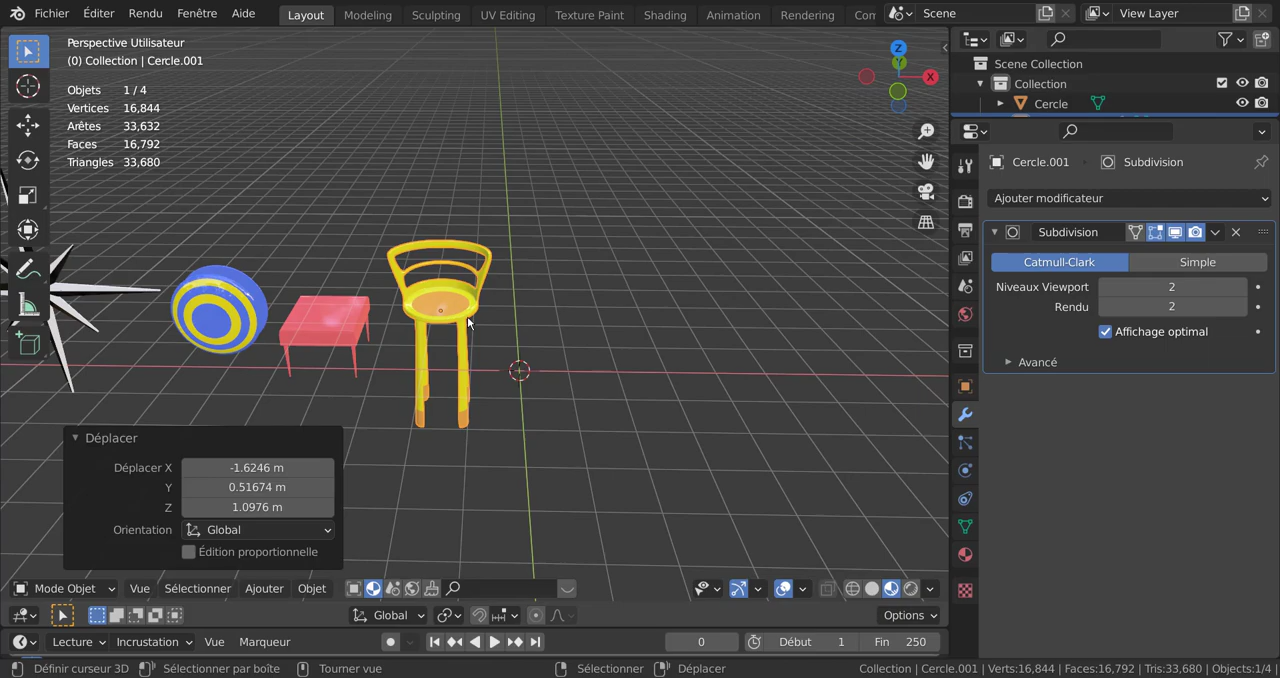 Fichier Éditer Rendu Fenêtre Aide Layout Modeling Sculpting UV Editing Texture Paint Shading Animation Rendering Com Scene View Layer
Perspective Utilisateur
(0) Collection | Cercle.001
Objets 1 / 4
Vertices 16,844
Arêtes 33,632
Faces 16,792
Triangles 33,680
Z
X
Scene Collection
Collection
Cercle
Cercle.001 Subdivision
Ajouter modificateur
Subdivision
Catmull-Clark Simple
Niveaux Viewport 2
Rendu 2
Affichage optimal
Avancé
Déplacer
Déplacer X -1.6246 m
Y 0.51674 m
Z 1.0976 m
Orientation Global
Édition proportionnelle
Mode Objet Vue Sélectionner Ajouter Objet
Global Options
Lecture Incrustation Vue Marqueur 0 Début 1 Fin 250
Définir curseur 3D Sélectionner par boîte Tourner vue Sélectionner Déplacer Collection | Cercle.001 | Verts:16,844 | Faces:16,792 | Tris:33,680 | Objects:1/4 |